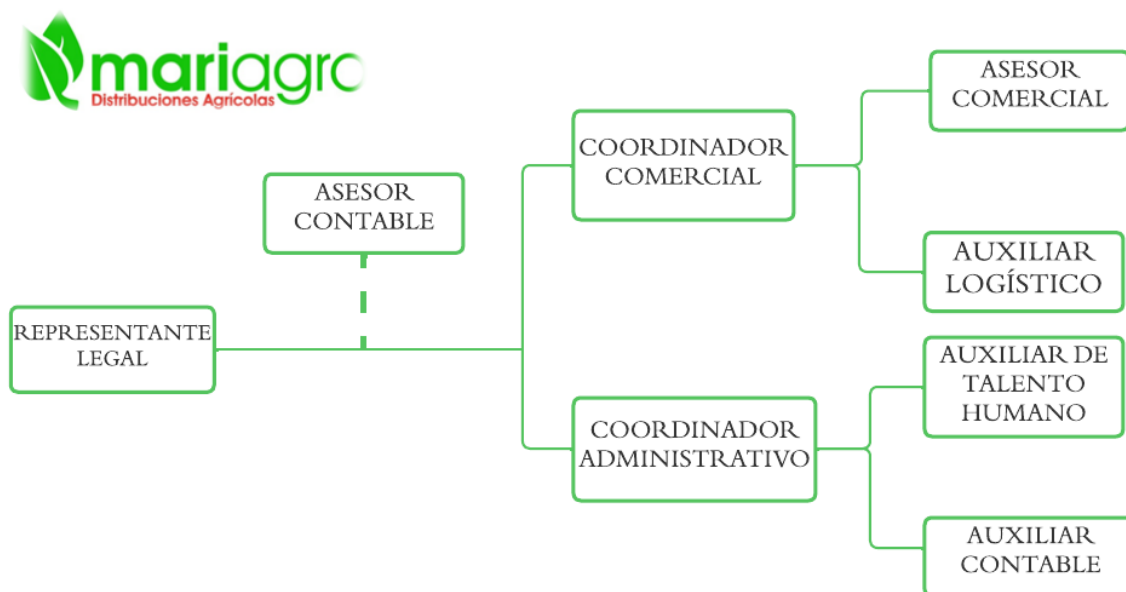 mariagro
Distribuciones Agrícolas
ASESOR
CONTABLE
REPRESENTANTE
LEGAL
COORDINADOR
COMERCIAL
ASESOR
COMERCIAL
AUXILIAR
LOGÍSTICO
COORDINADOR
ADMINISTRATIVO
AUXILIAR DE
TALENTO
HUMANO
AUXILIAR
CONTABLE